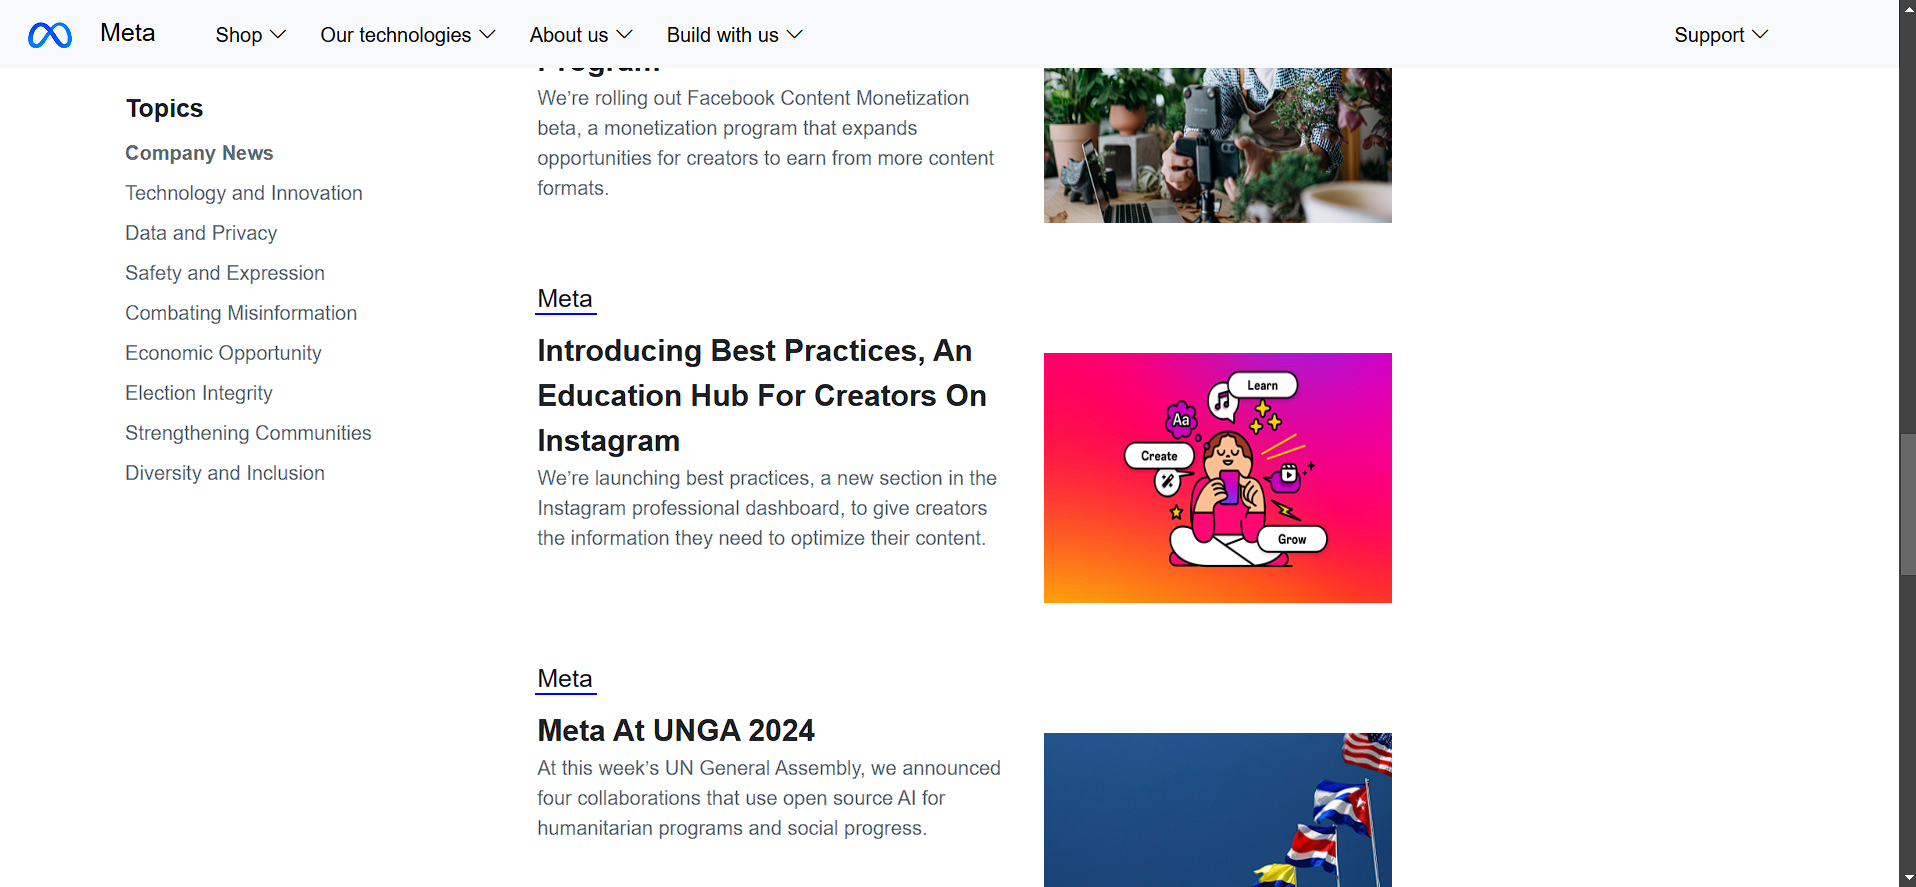 Meta
Shop
Our technologies
About us
Build with us
Support
Topics
Company News
Technology and Innovation
Data and Privacy
Safety and Expression
Combating Misinformation
Economic Opportunity
Election Integrity
Strengthening Communities
Diversity and Inclusion
Program
We’re rolling out Facebook Content Monetization
beta, a monetization program that expands
opportunities for creators to earn from more content
formats.
Meta
Introducing Best Practices, An
Education Hub For Creators On
Instagram
We’re launching best practices, a new section in the
Instagram professional dashboard, to give creators
the information they need to optimize their content.
Learn
Aa
Create
Grow
Meta
Meta At UNGA 2024
At this week’s UN General Assembly, we announced
four collaborations that use open source AI for
humanitarian programs and social progress.